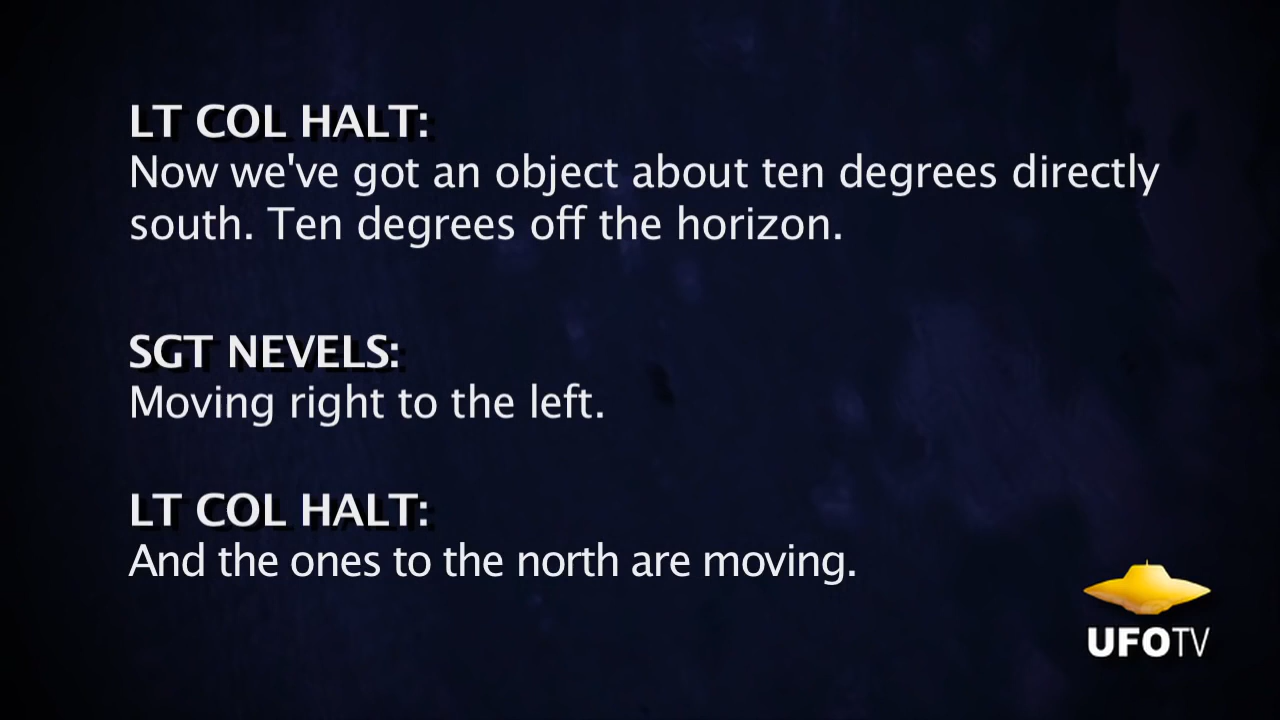 LT COL HALT:
Now we've got an object about ten degrees directly
south. Ten degrees off the horizon.
SGT NEVELS:
Moving right to the left.
LT COL HALT:
And the ones to the north are moving.
UFOTV